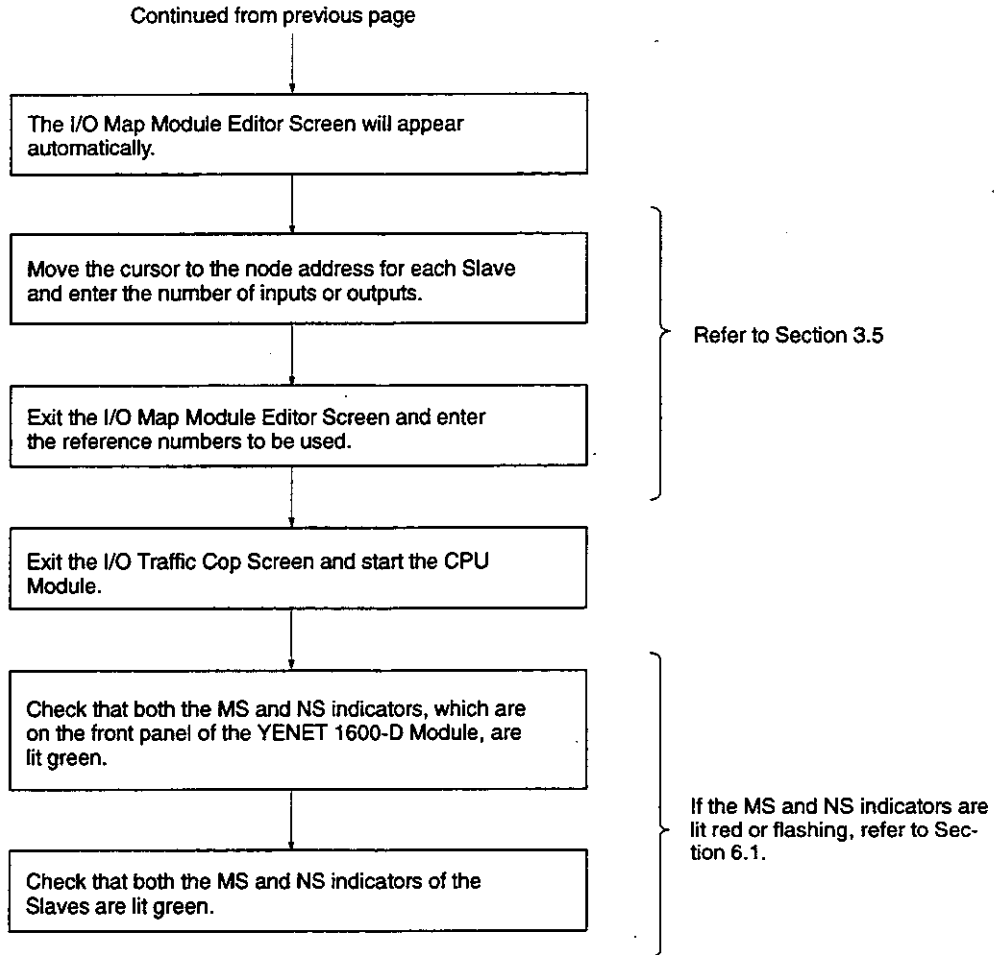 Continued from previous page
The I/O Map Module Editor Screen will appear
automatically.
Move the cursor to the node address for each Slave
and enter the number of inputs or outputs.
Refer to Section 3.5
Exit the I/O Map Module Editor Screen and enter
the reference numbers to be used.
Exit the I/O Traffic Cop Screen and start the CPU
Module.
Check that both the MS and NS indicators, which are
on the front panel of the YENET 1600-D Module, are
lit green.
If the MS and NS indicators are
lit red or flashing, refer to Sec-
tion 6.1.
Check that both the MS and NS indicators of the
Slaves are lit green.